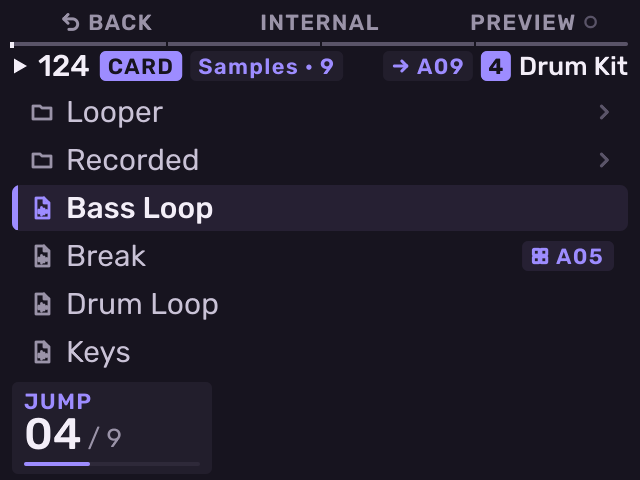 BACK INTERNAL PREVIEW
124 CARD Samples • 9 → A09 4 Drum Kit
Looper
Recorded
Bass Loop
Break A05
Drum Loop
Keys
JUMP
04 / 9